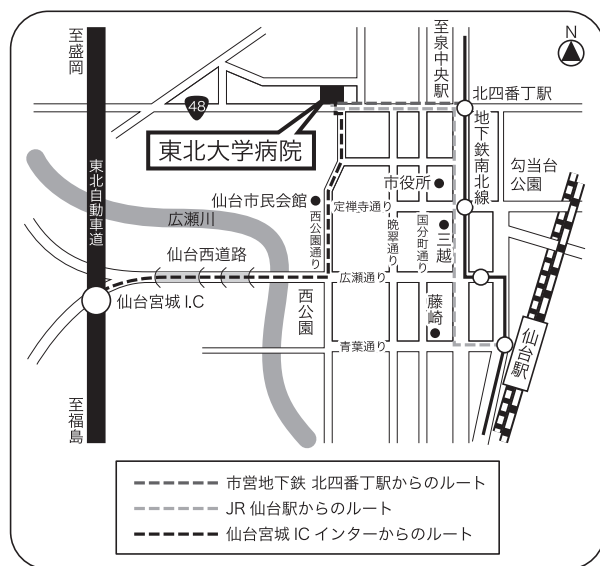 至盛岡
至泉中央駅
N
48
北四番丁駅
東北大学病院
地下鉄南北線
勾当台
公園
東北自動車道
市役所
仙台市民会館
定禅寺通り
広瀬川
西公園通り
晩翠通り
国分町通り
三越
仙台西道路
広瀬通り
仙台宮城 I.C
西公園
藤崎
青葉通り
仙台駅
至福島
市営地下鉄 北四番丁駅からのルート
JR 仙台駅からのルート
仙台宮城 IC インターからのルート